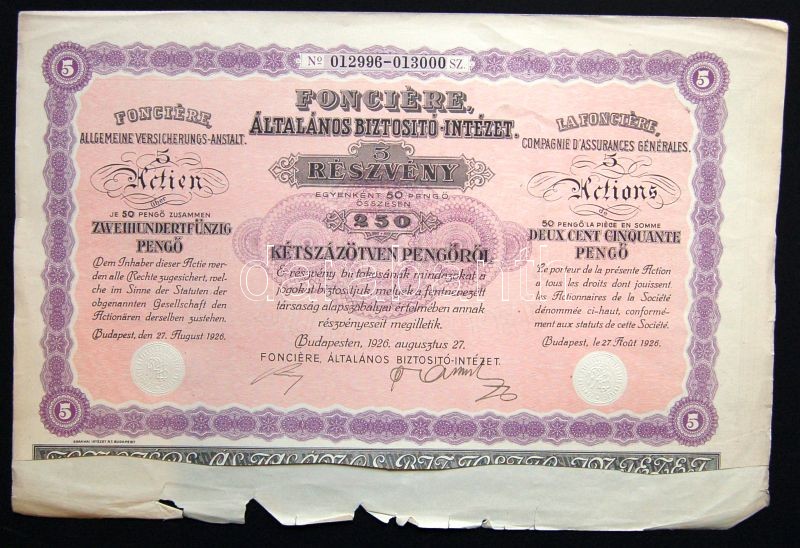 5
5
Nº 012996-013000 SZ.
FONCIÈRE,
ÁLTALÁNOS BIZTOSITÓ-INTÉZET.
5
RÉSZVÉNY
EGYENKÉNT 50 PENGŐ
ÖSSZESEN
250
KÉTSZÁZÖTVEN PENGŐRŐL
E részvény birtokosának mindazokat a
jogokat biztosítjuk, melyek a fentnevezett
társaság alapszabályai értelmében annak
részvényeseit megilletik.
Budapesten, 1926. augusztus 27.
FONCIÈRE, ÁLTALÁNOS BIZTOSITÓ-INTÉZET.
FONCIÈRE,
ALLGEMEINE VERSICHERUNGS-ANSTALT.
5
Actien
über
JE 50 PENGŐ ZUSAMMEN
ZWEIHUNDERTFÜNZIG
PENGŐ
Dem Inhaber dieser Actie wer-
den alle Rechte zugesichert, wel-
che im Sinne der Statuten der
obgenannten Gesellschaft den
Actionären derselben zustehen.
Budapest, den 27. August 1926.
LA FONCIÈRE,
COMPAGNIE D'ASSURANCES GÉNÉRALES.
5
Actions
de
50 PENGŐ LA PIÈCE EN SOMME
DEUX CENT CINQUANTE
PENGŐ
Le porteur de la présente Action
a tous les droits dont jouissent
les Actionnaires de la Société
dénommée ci-haut, conformé-
ment aux statuts de cette Société.
Budapest, le 27 Août 1926.
5
5